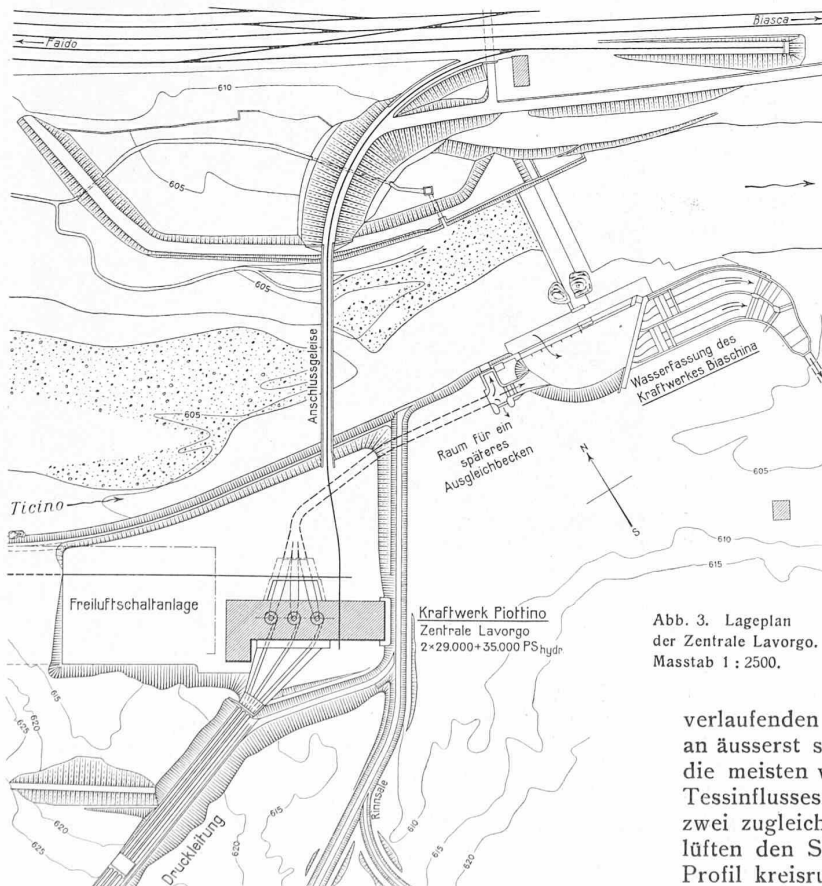 Faido
Biasca
610
605
605
Anschlussgeleise
605
Wasserfassung des
Kraftwerkes Biaschina
Raum für ein
späteres
Ausgleichbecken
N
S
605
Ticino
610
615
Freiluftschaltanlage
Kraftwerk Piottino
Zentrale Lavorgo
2×29.000+35.000 PS hydr.
Abb. 3. Lageplan
der Zentrale Lavorgo.
Masstab 1 : 2500.
615
620
625
620
625
Druckleitung
620
615
Rinnsale
620
615
610
verlaufenden
an äusserst s
die meisten v
Tessinflusses
zwei zugleich
lüften den S
Profil kreisru